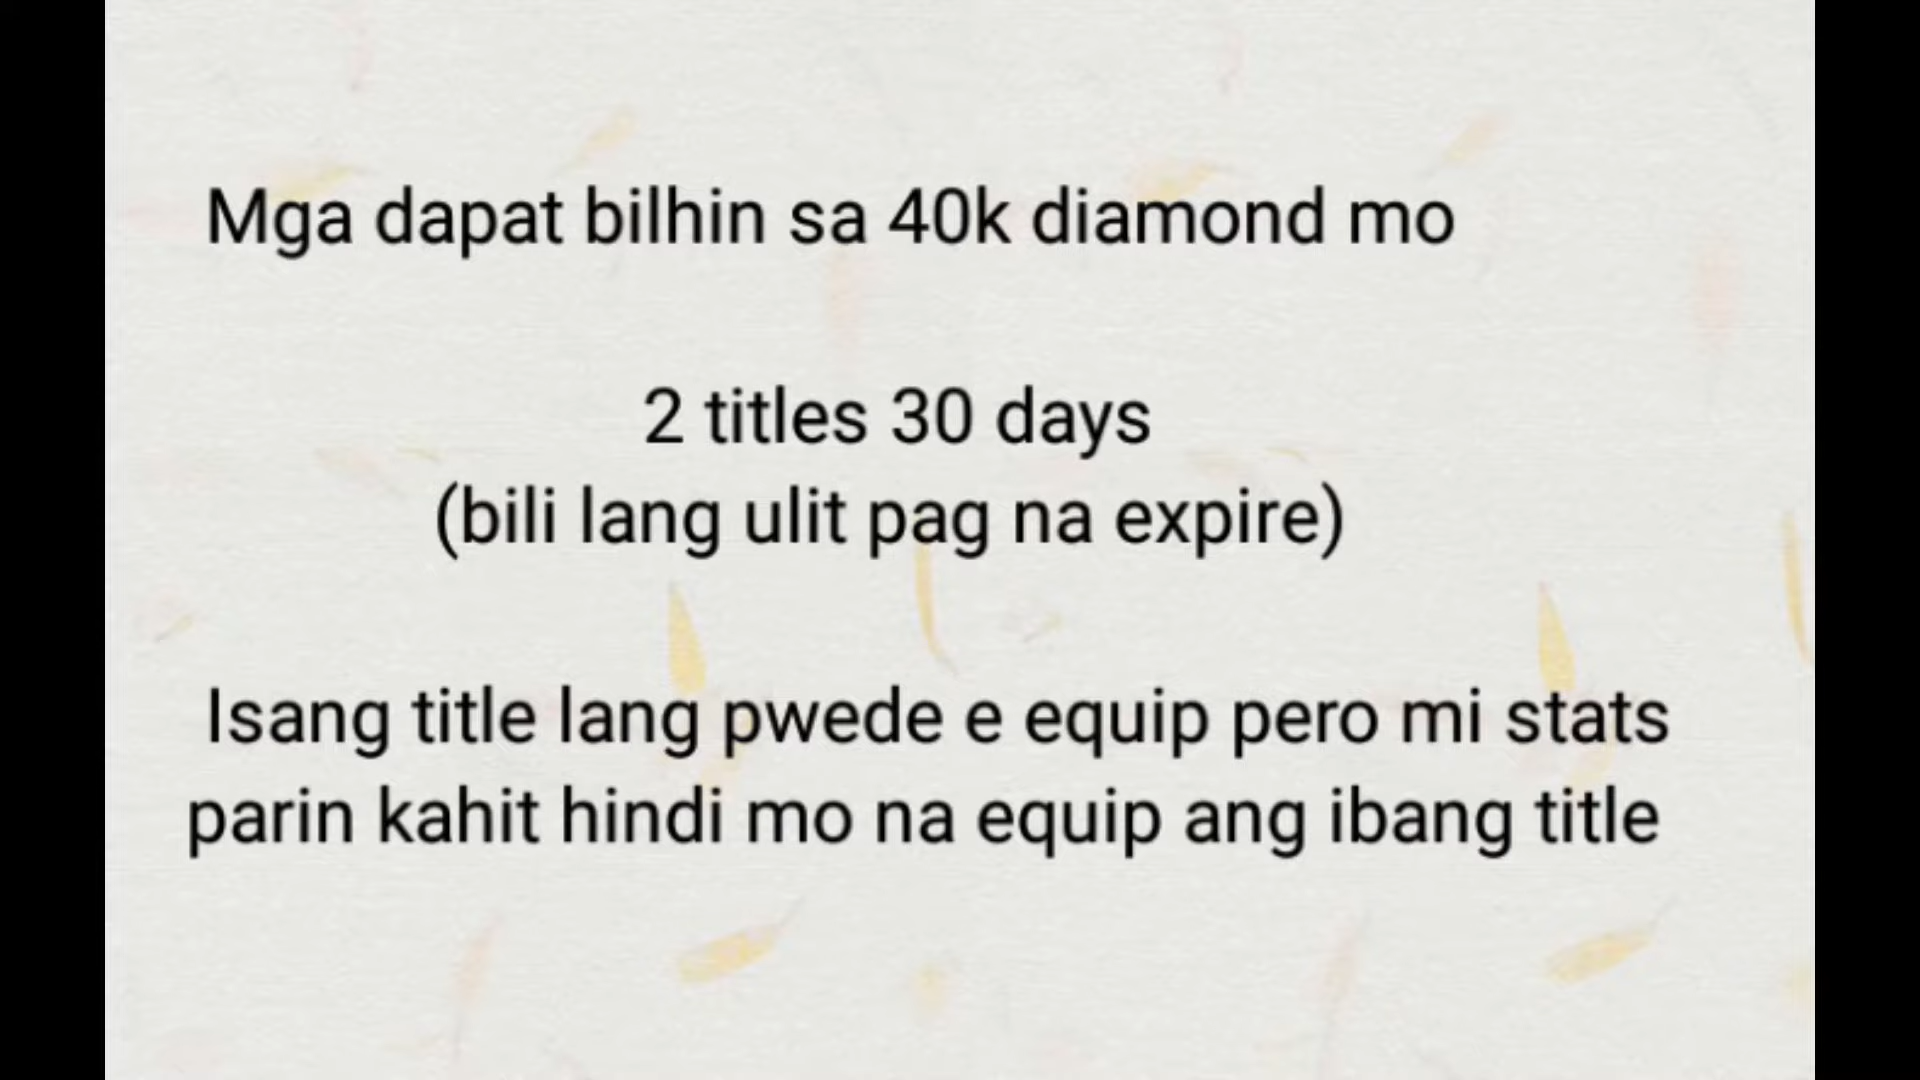 Mga dapat bilhin sa 40k diamond mo
2 titles 30 days
(bili lang ulit pag na expire)
Isang title lang pwede e equip pero mi stats
parin kahit hindi mo na equip ang ibang title